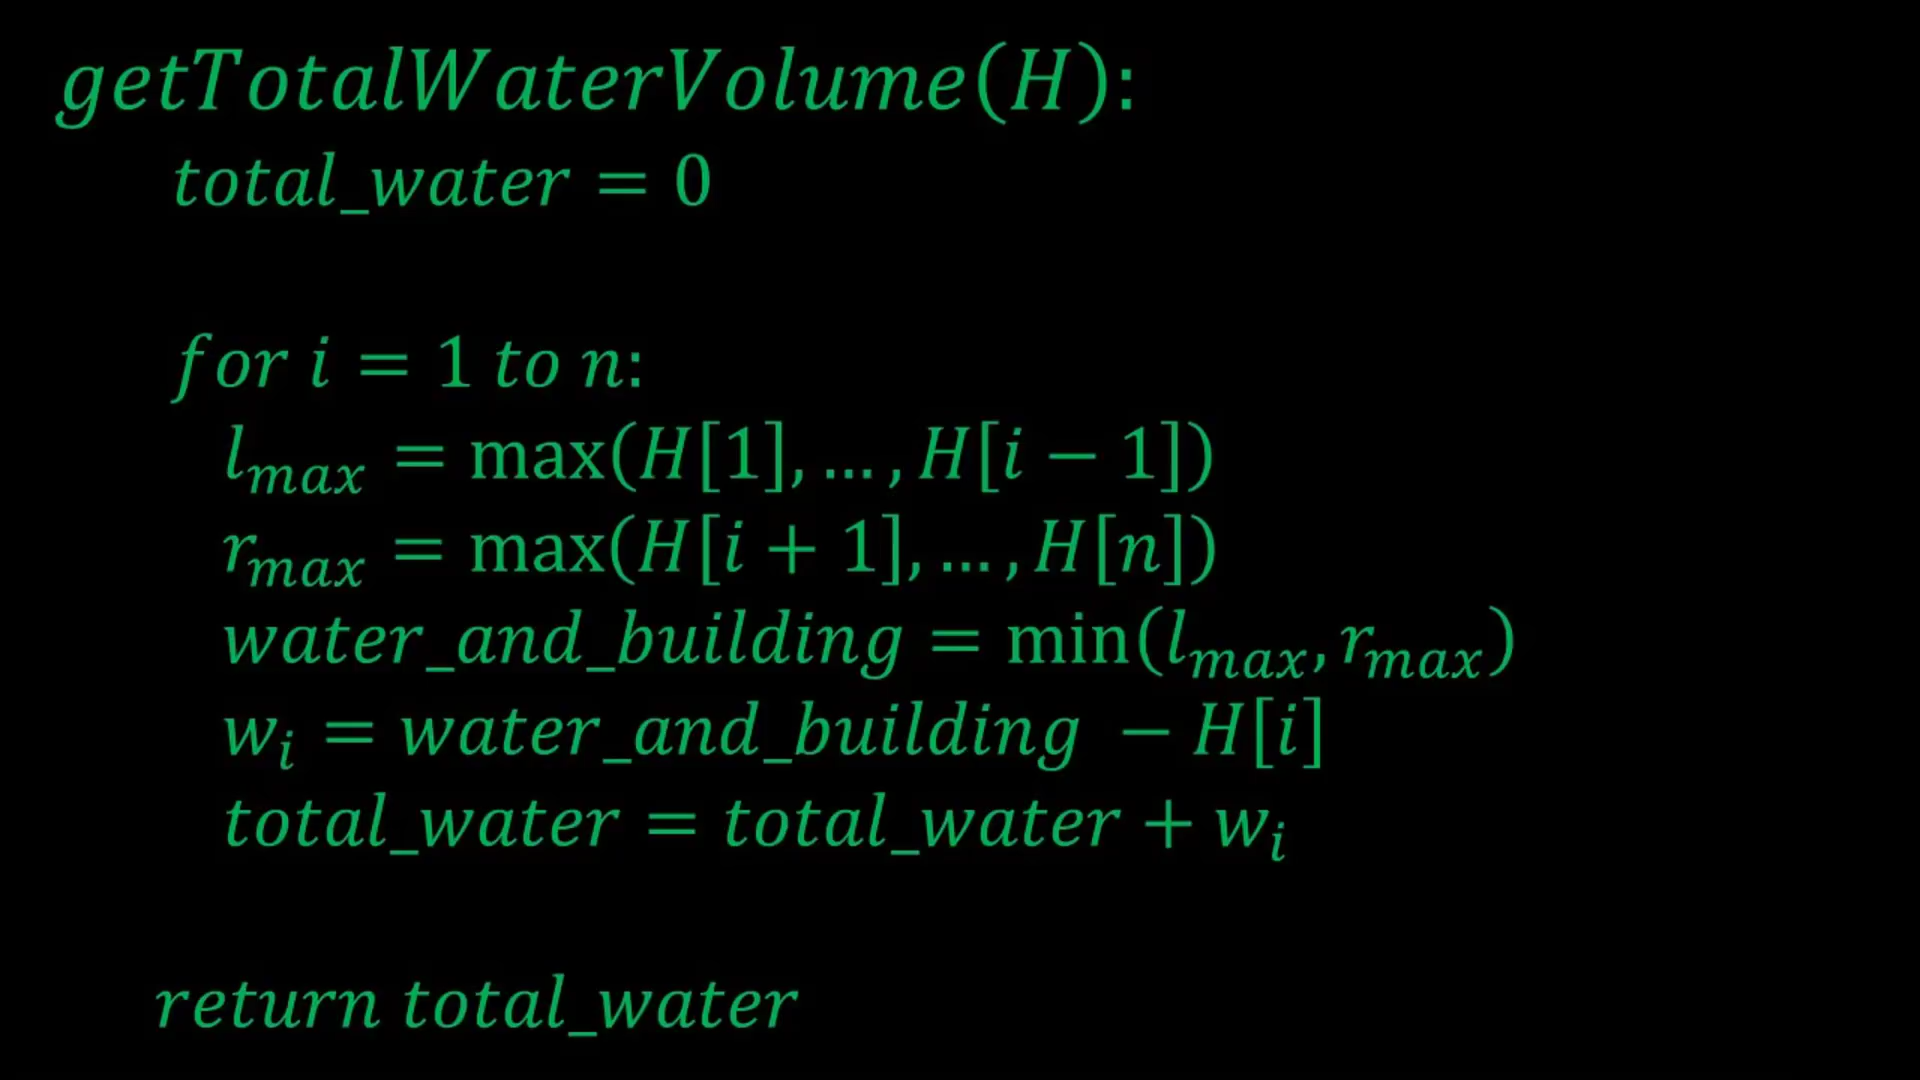 getTotalWaterVolume(H):
total_water = 0
for i = 1 to n:
l_max = max(H[1], … , H[i − 1])
r_max = max(H[i + 1], … , H[n])
water_and_building = min(l_max, r_max)
w_i = water_and_building − H[i]
total_water = total_water + w_i
return total_water